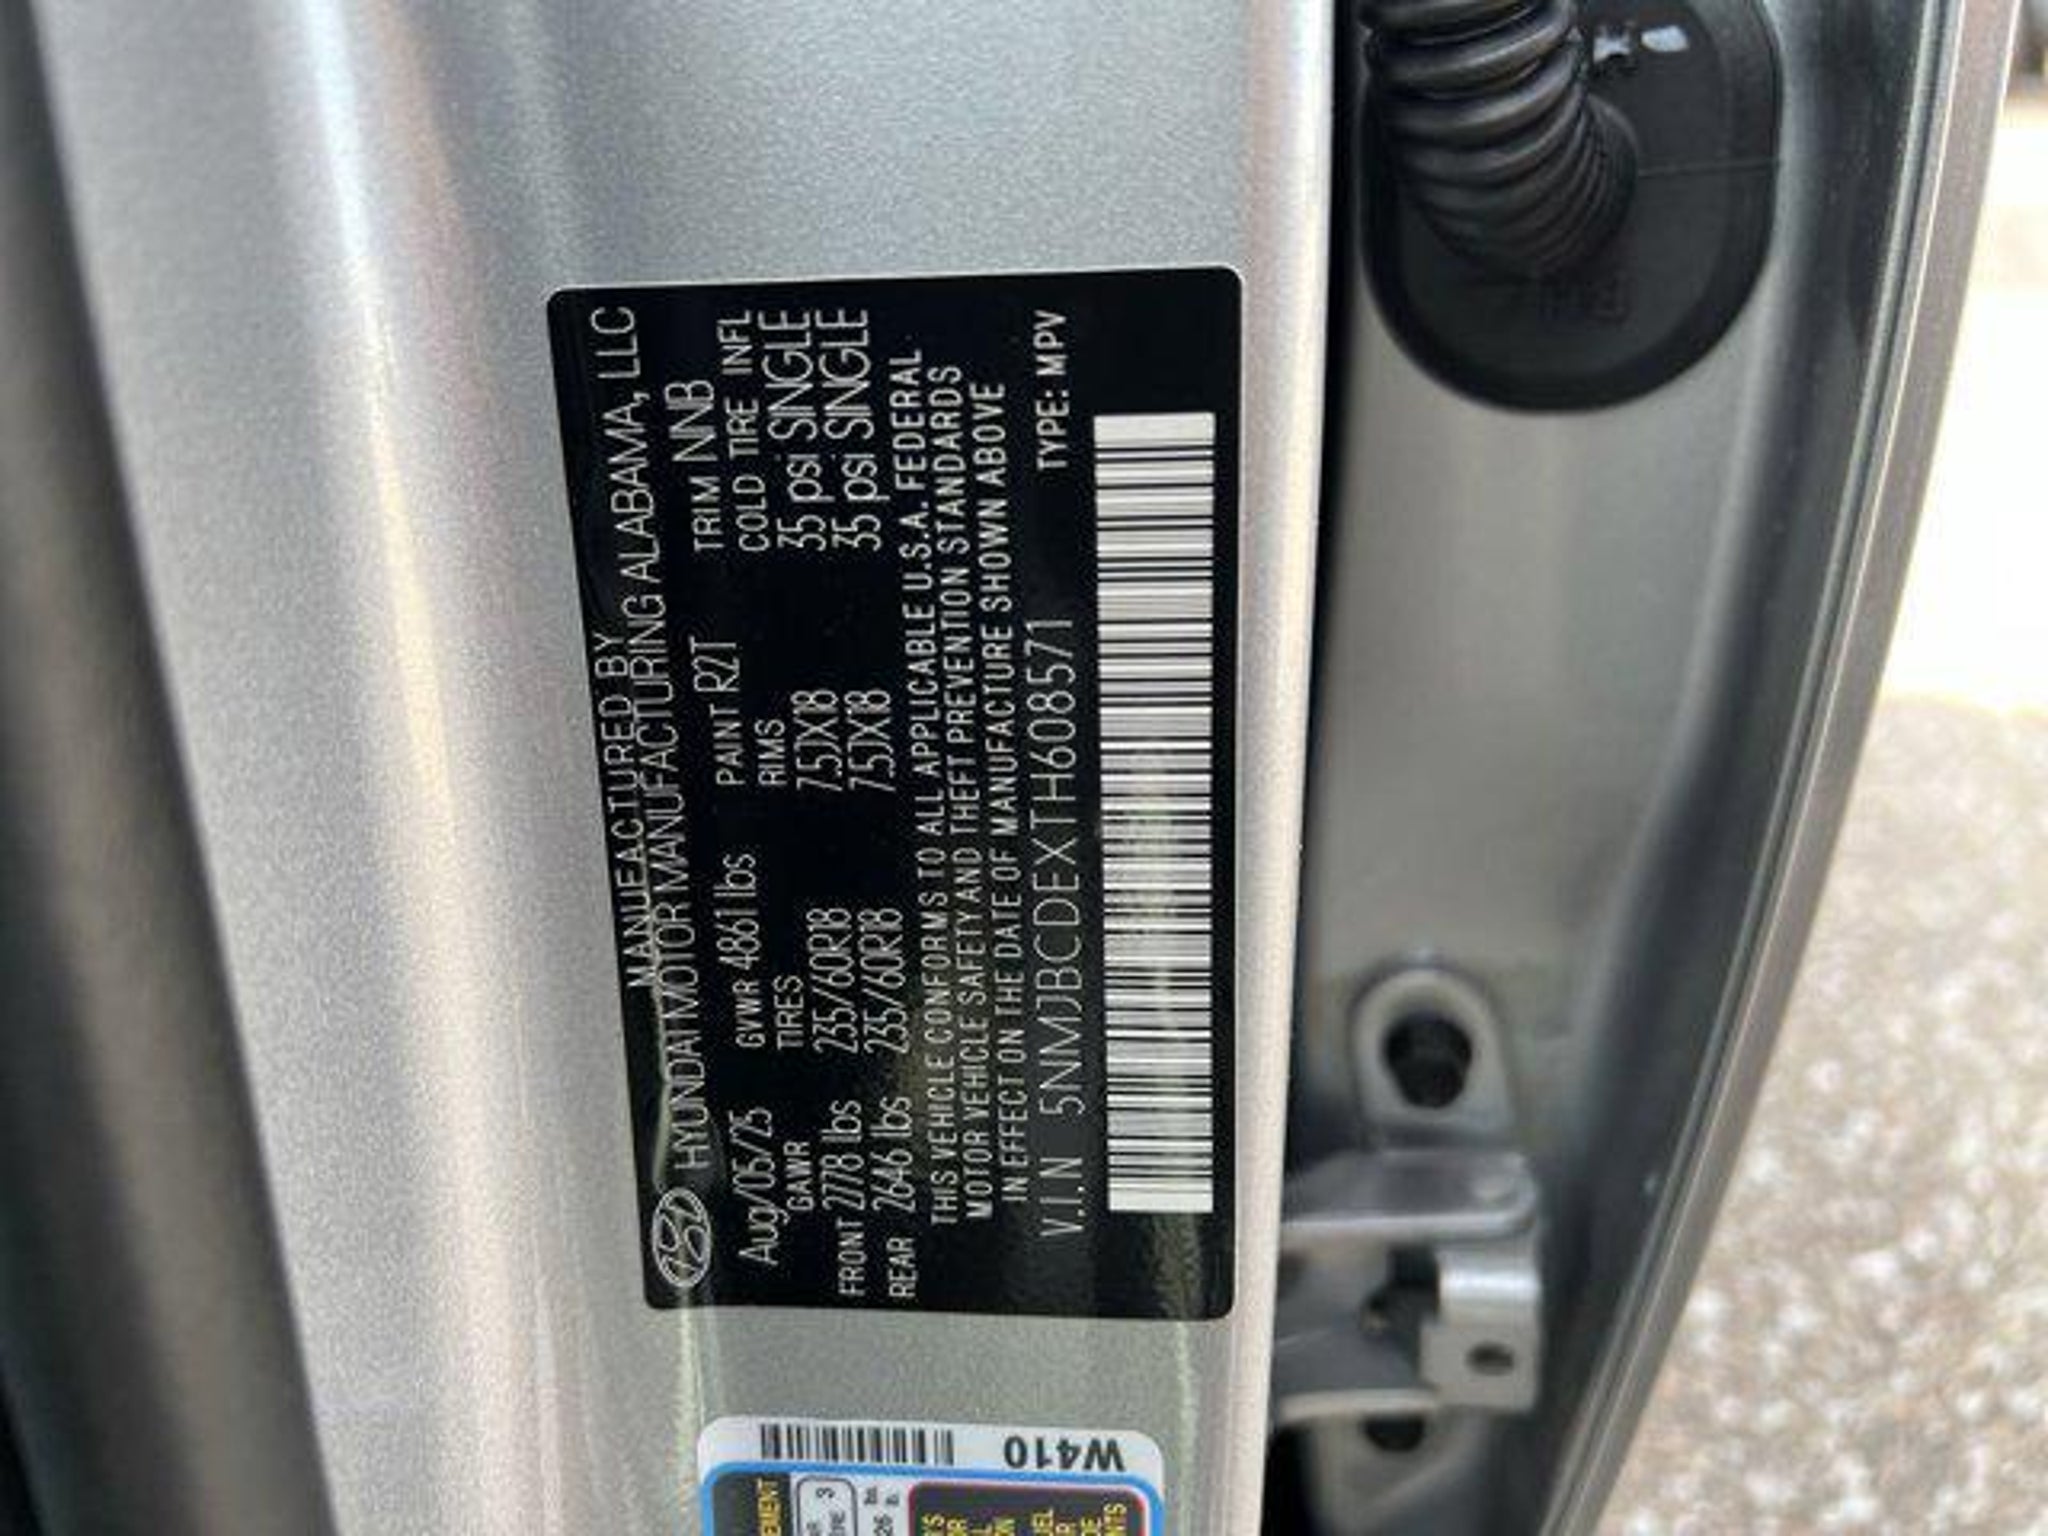 MANUFACTURED BY
HYUNDAI MOTOR MANUFACTURING ALABAMA, LLC
Aug/05/25 GVWR 4861 lbs PAINT R2T TRIM NNB
GAWR TIRES RIMS COLD TIRE INFL
FRONT 2778 lbs 235/60R18 7.5JX18 35 psi SINGLE
REAR 2646 lbs 235/60R18 7.5JX18 35 psi SINGLE
THIS VEHICLE CONFORMS TO ALL APPLICABLE U.S.A. FEDERAL
MOTOR VEHICLE SAFETY AND THEFT PREVENTION STANDARDS
IN EFFECT ON THE DATE OF MANUFACTURE SHOWN ABOVE
V.I.N 5NMJBCDEXTH608571 TYPE: MPV
W410